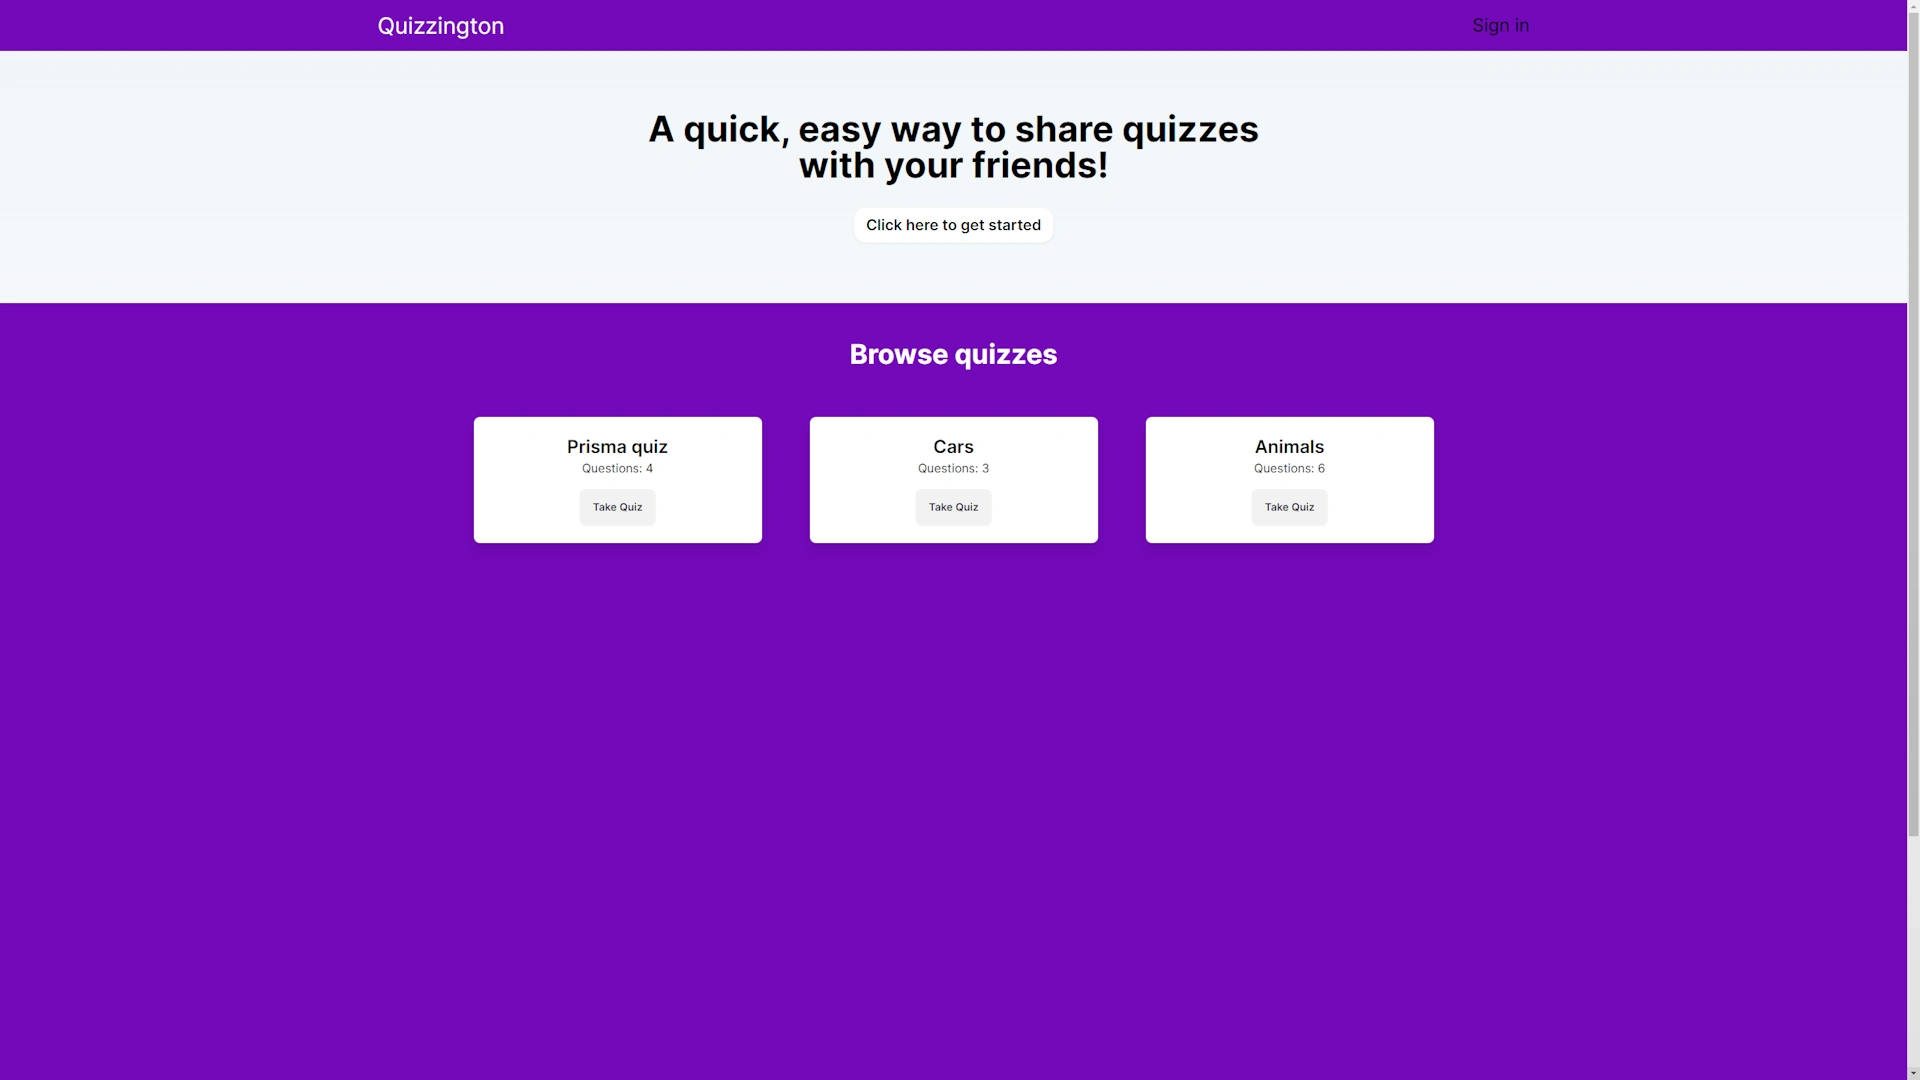 Quizzington
Sign in
A quick, easy way to share quizzes
with your friends!
Click here to get started
Browse quizzes
Prisma quiz
Questions: 4
Take Quiz
Cars
Questions: 3
Take Quiz
Animals
Questions: 6
Take Quiz